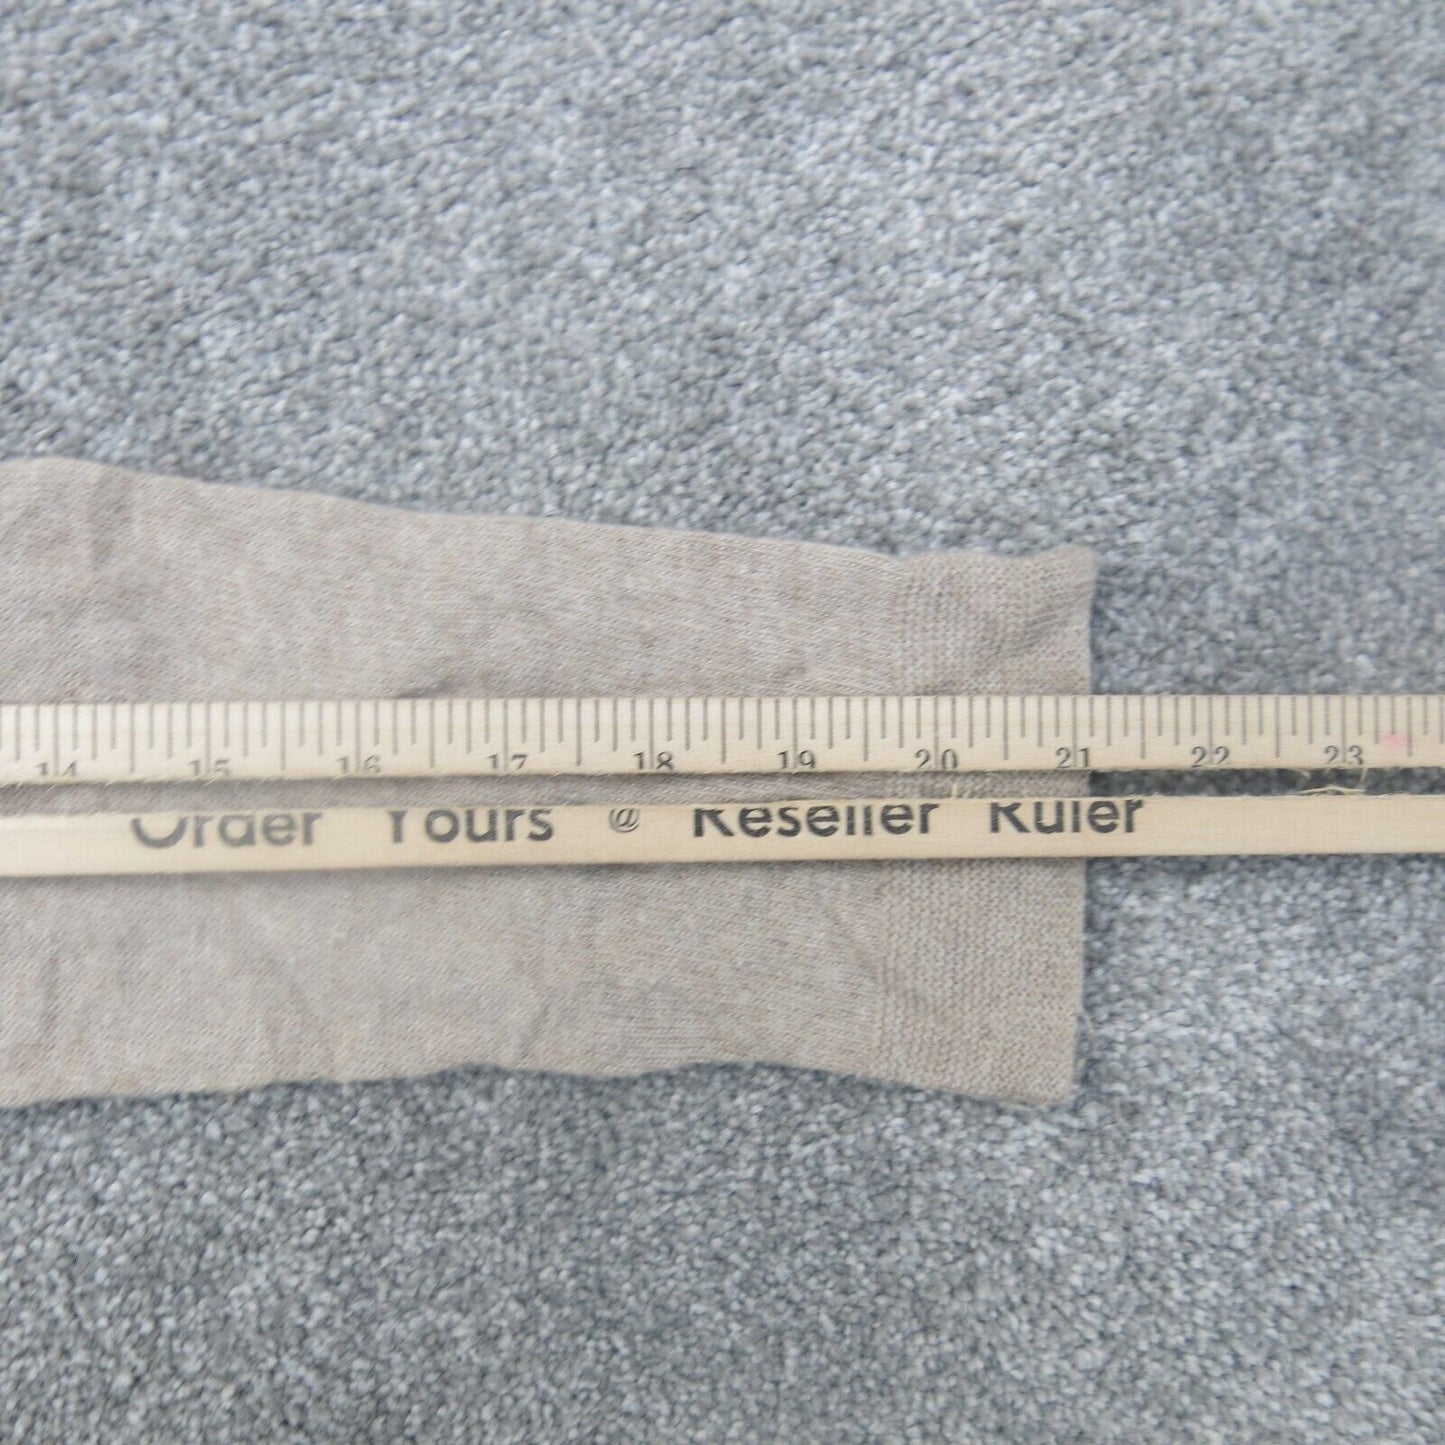 14 15 16 17 18 19 20 21 22 23
Order Yours @ Reseller Ruler